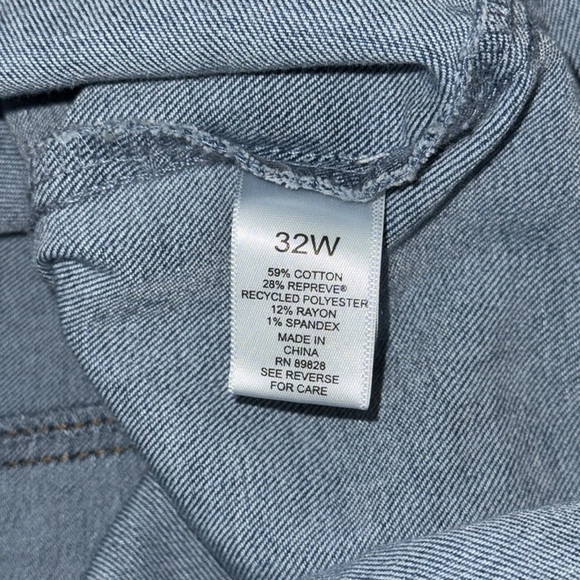 32W
59% COTTON
28% REPREVE®
RECYCLED POLYESTER
12% RAYON
1% SPANDEX
MADE IN
CHINA
RN 89828
SEE REVERSE
FOR CARE